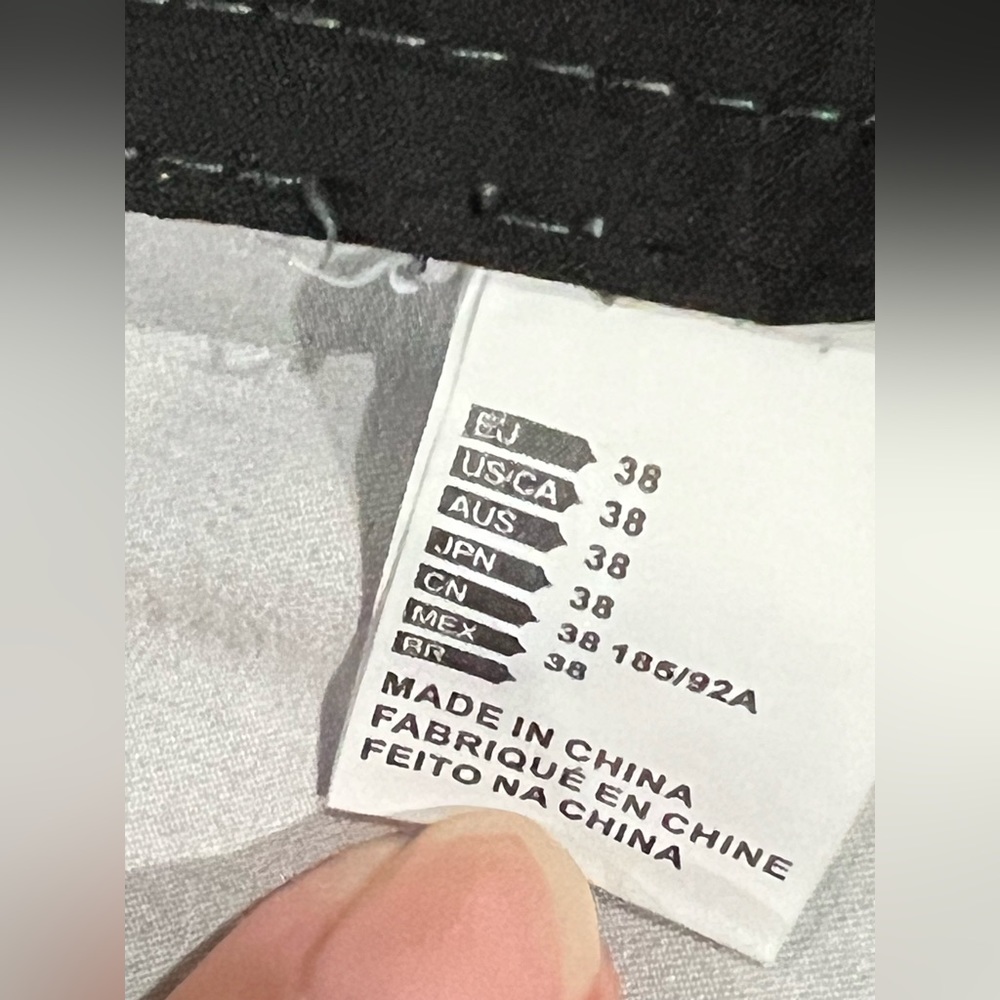 EU 38
US/CA 38
AUS 38
JPN 38
CN 38 186/92A
MEX 38
BR
MADE IN CHINA
FABRIQUÉ EN CHINE
FEITO NA CHINA